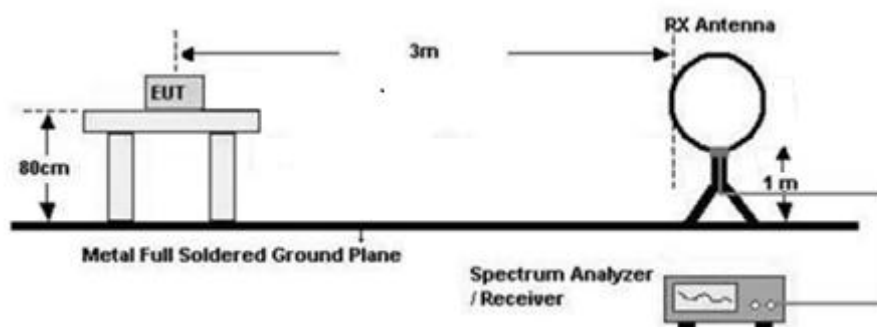 RX Antenna
3m
EUT
80cm
1 m
Metal Full Soldered Ground Plane
Spectrum Analyzer
/ Receiver